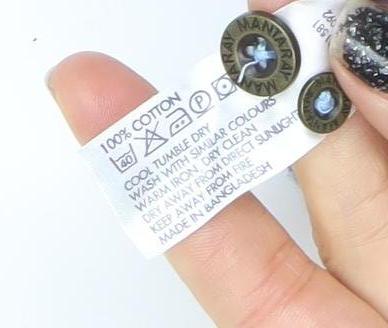 MANTARAY MANTARAY
100% COTTON
40 P
COOL TUMBLE DRY
WASH WITH SIMILAR COLOURS
WARM IRON, DRY CLEAN
DRY AWAY FROM DIRECT SUNLIGHT
KEEP AWAY FROM FIRE
MADE IN BANGLADESH